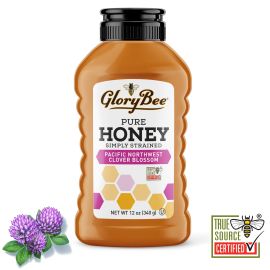 GloryBee
PURE
HONEY
SIMPLY STRAINED
PACIFIC NORTHWEST
CLOVER BLOSSOM
NET WT 12 oz (340 g)
TRUE
SOURCE
CERTIFIED